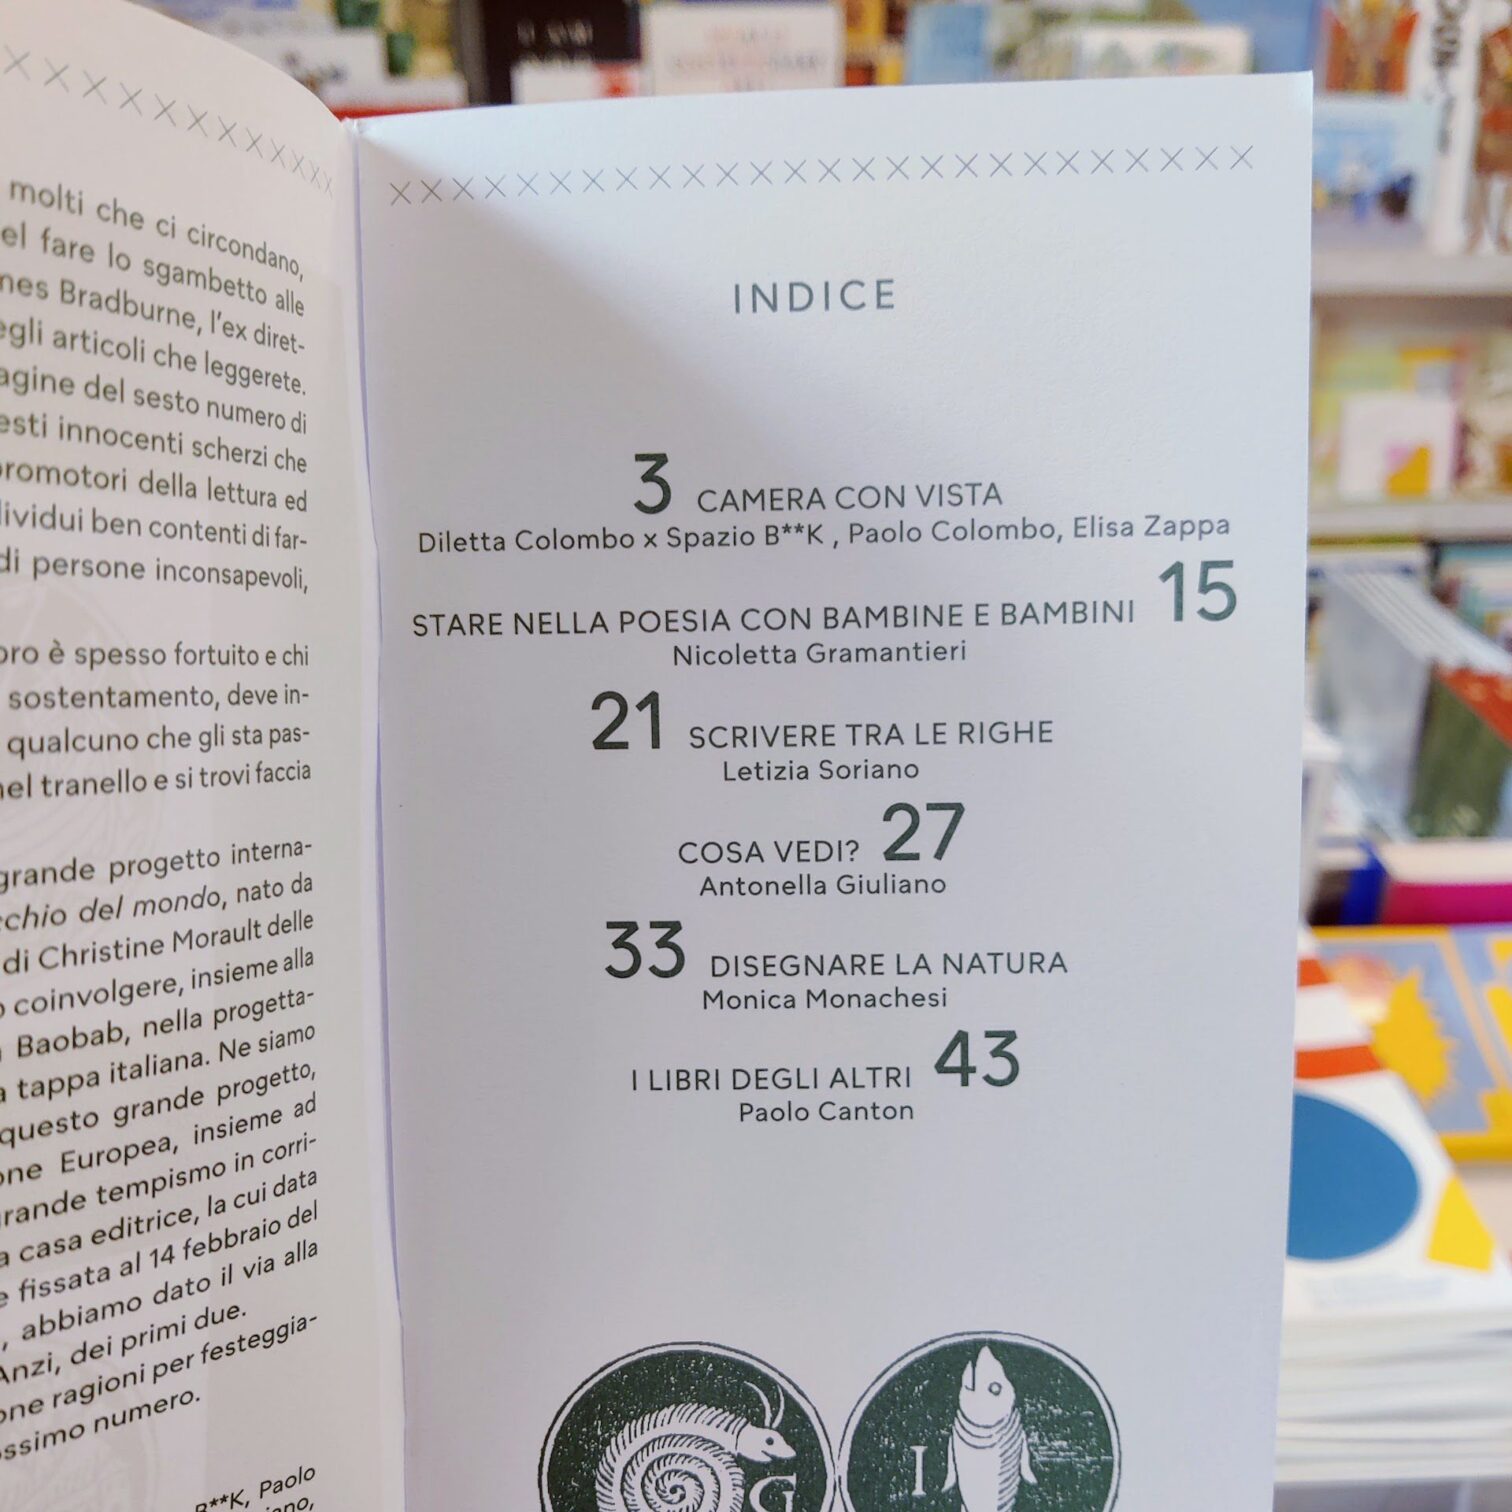 molti che ci circondano,
el fare lo sgambetto alle
Bradburne, l'ex diret-
egli articoli che leggerete.
agine del sesto numero di
esti innocenti scherzi che
promotori della lettura ed
dividui ben contenti di far-
di persone inconsapevoli,
oro è spesso fortuito e chi
sostentamento, deve in-
qualcuno che gli sta pas-
nel tranello e si trovi faccia
grande progetto interna-
cchio del mondo, nato da
di Christine Morault delle
o coinvolgere, insieme alla
Baobab, nella progetta-
a tappa italiana. Ne siamo
questo grande progetto,
one Europea, insieme ad
grande tempismo in corri-
a casa editrice, la cui data
e fissata al 14 febbraio del
, abbiamo dato il via alla
Anzi, dei primi due.
one ragioni per festeggia-
ossimo numero.
B**K, Paolo
iano,
INDICE
3 CAMERA CON VISTA
Diletta Colombo x Spazio B**K , Paolo Colombo, Elisa Zappa
STARE NELLA POESIA CON BAMBINE E BAMBINI 15
Nicoletta Gramantieri
21 SCRIVERE TRA LE RIGHE
Letizia Soriano
COSA VEDI? 27
Antonella Giuliano
33 DISEGNARE LA NATURA
Monica Monachesi
I LIBRI DEGLI ALTRI 43
Paolo Canton
G I